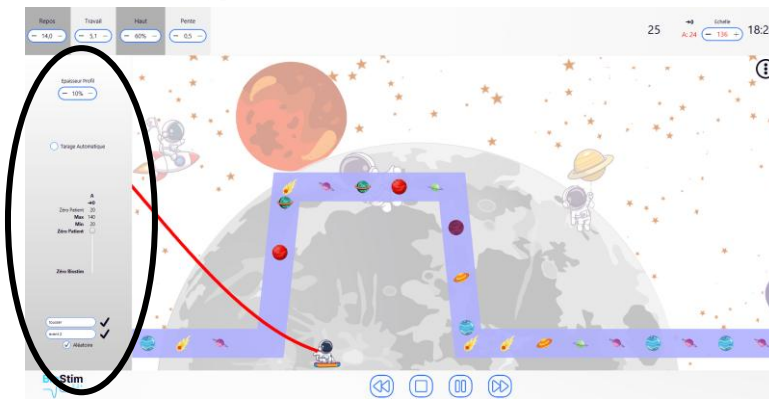 Repos Travail Haut Pente
14,0 5,1 60% 0,5
25 A: 24 Echelle 136 18:2
Epaisseur Profil
10%
Tarage Automatique
A
Zéro Patient 20
Max 140
Min 20
Zéro Patient
Zéro Biostim
Aléatoire
Stim